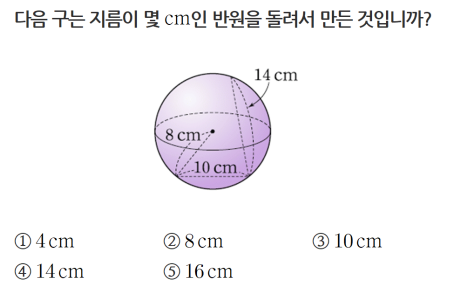 다음 구는 지름이 몇 cm인 반원을 돌려서 만든 것입니까?
14 cm
8 cm
10 cm
① 4 cm ② 8 cm ③ 10 cm
④ 14 cm ⑤ 16 cm